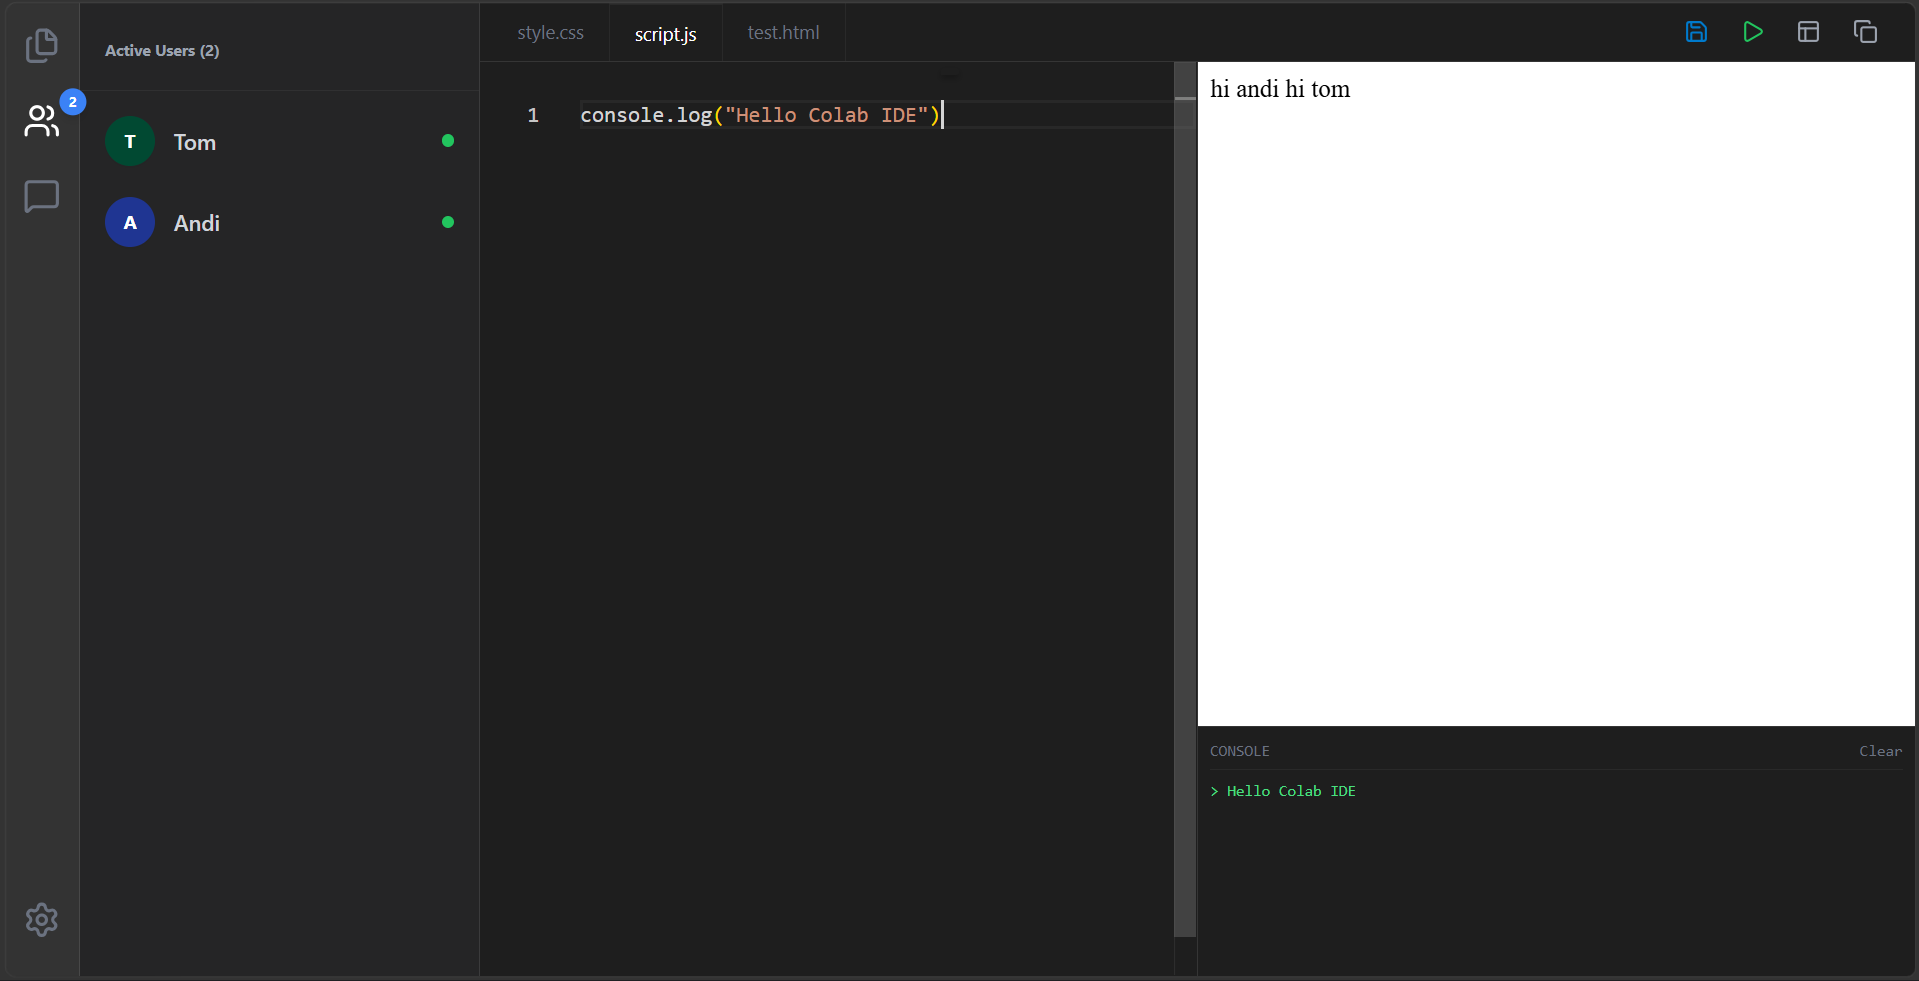 Active Users (2)
2
T Tom
A Andi
style.css script.js test.html
1 console.log("Hello Colab IDE")
hi andi hi tom
CONSOLE Clear
> Hello Colab IDE